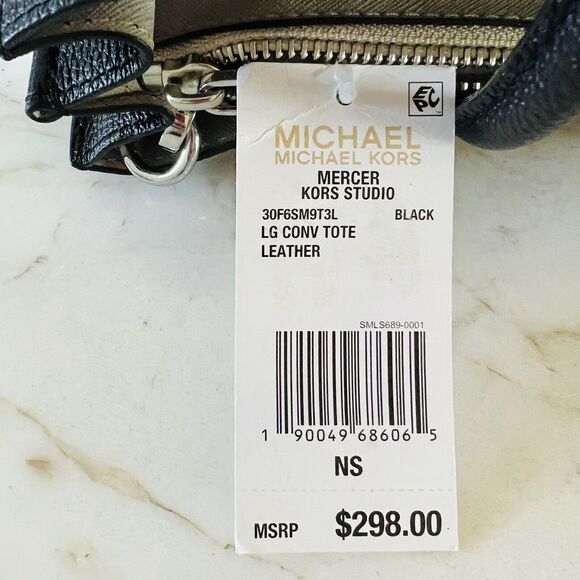 EPC
MICHAEL
MICHAEL KORS
MERCER
KORS STUDIO
30F6SM9T3L BLACK
LG CONV TOTE
LEATHER
SMLS689-0001
1 90049 68606 5
NS
MSRP $298.00